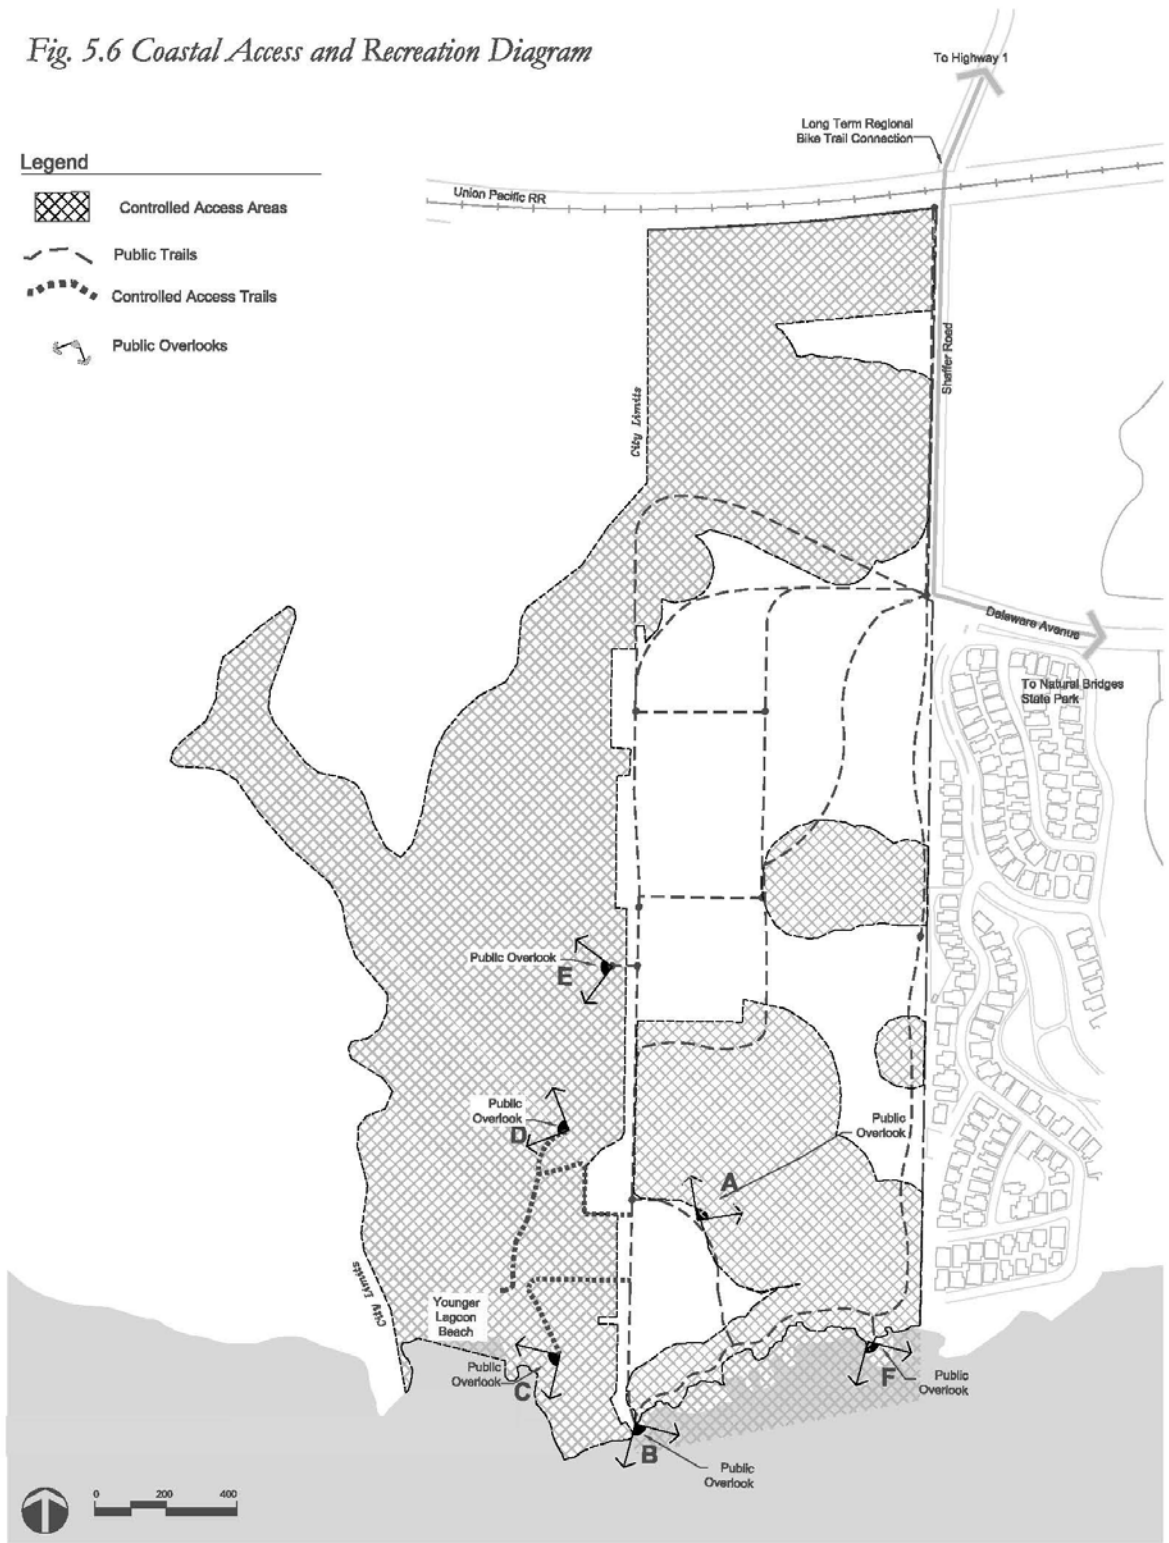 Fig. 5.6 Coastal Access and Recreation Diagram
To Highway 1
Long Term Regional
Bike Trail Connection
Legend
Controlled Access Areas
Public Trails
Controlled Access Trails
Public Overlooks
Union Pacific RR
City Limits
Shaffer Road
Delaware Avenue
To Natural Bridges
State Park
Public Overlook
E
Public
Overlook
D
Public
Overlook
A
City Limits
Younger
Lagoon
Beach
Public
Overlook
C
F
Public
Overlook
B
Public
Overlook
0 200 400